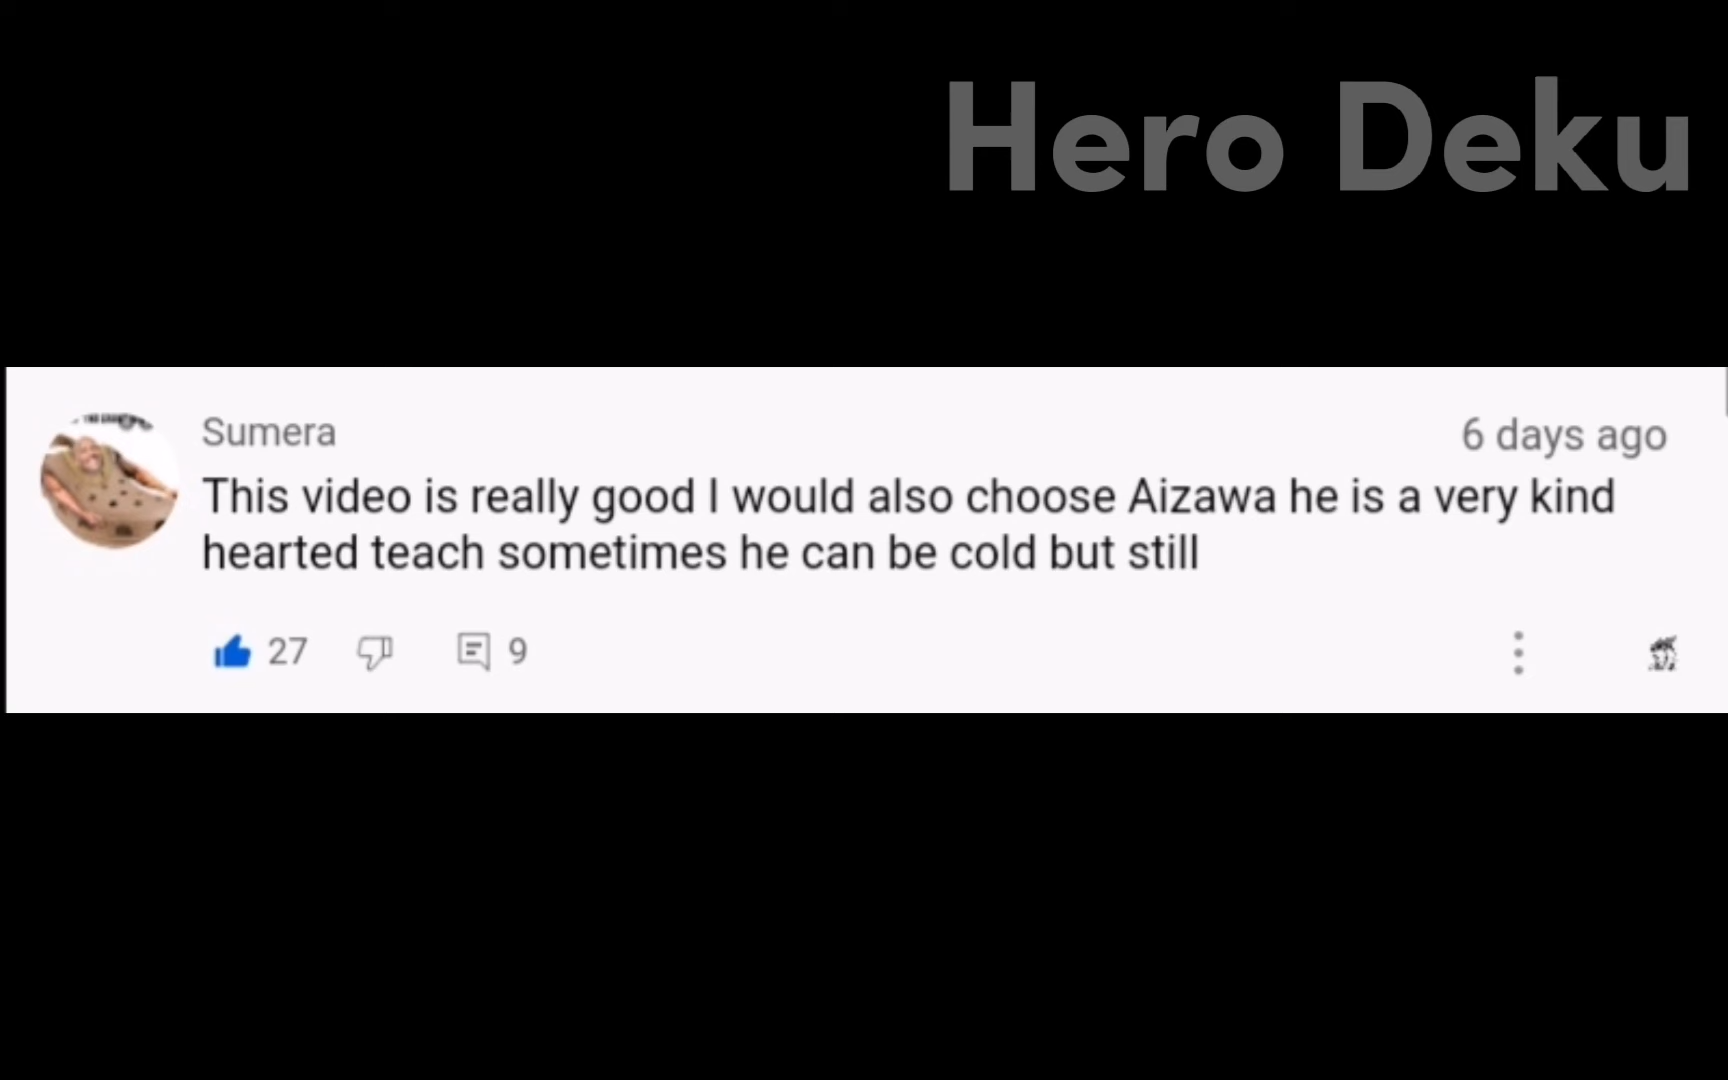 Hero Deku
Sumera
6 days ago
This video is really good I would also choose Aizawa he is a very kind
hearted teach sometimes he can be cold but still
27
9